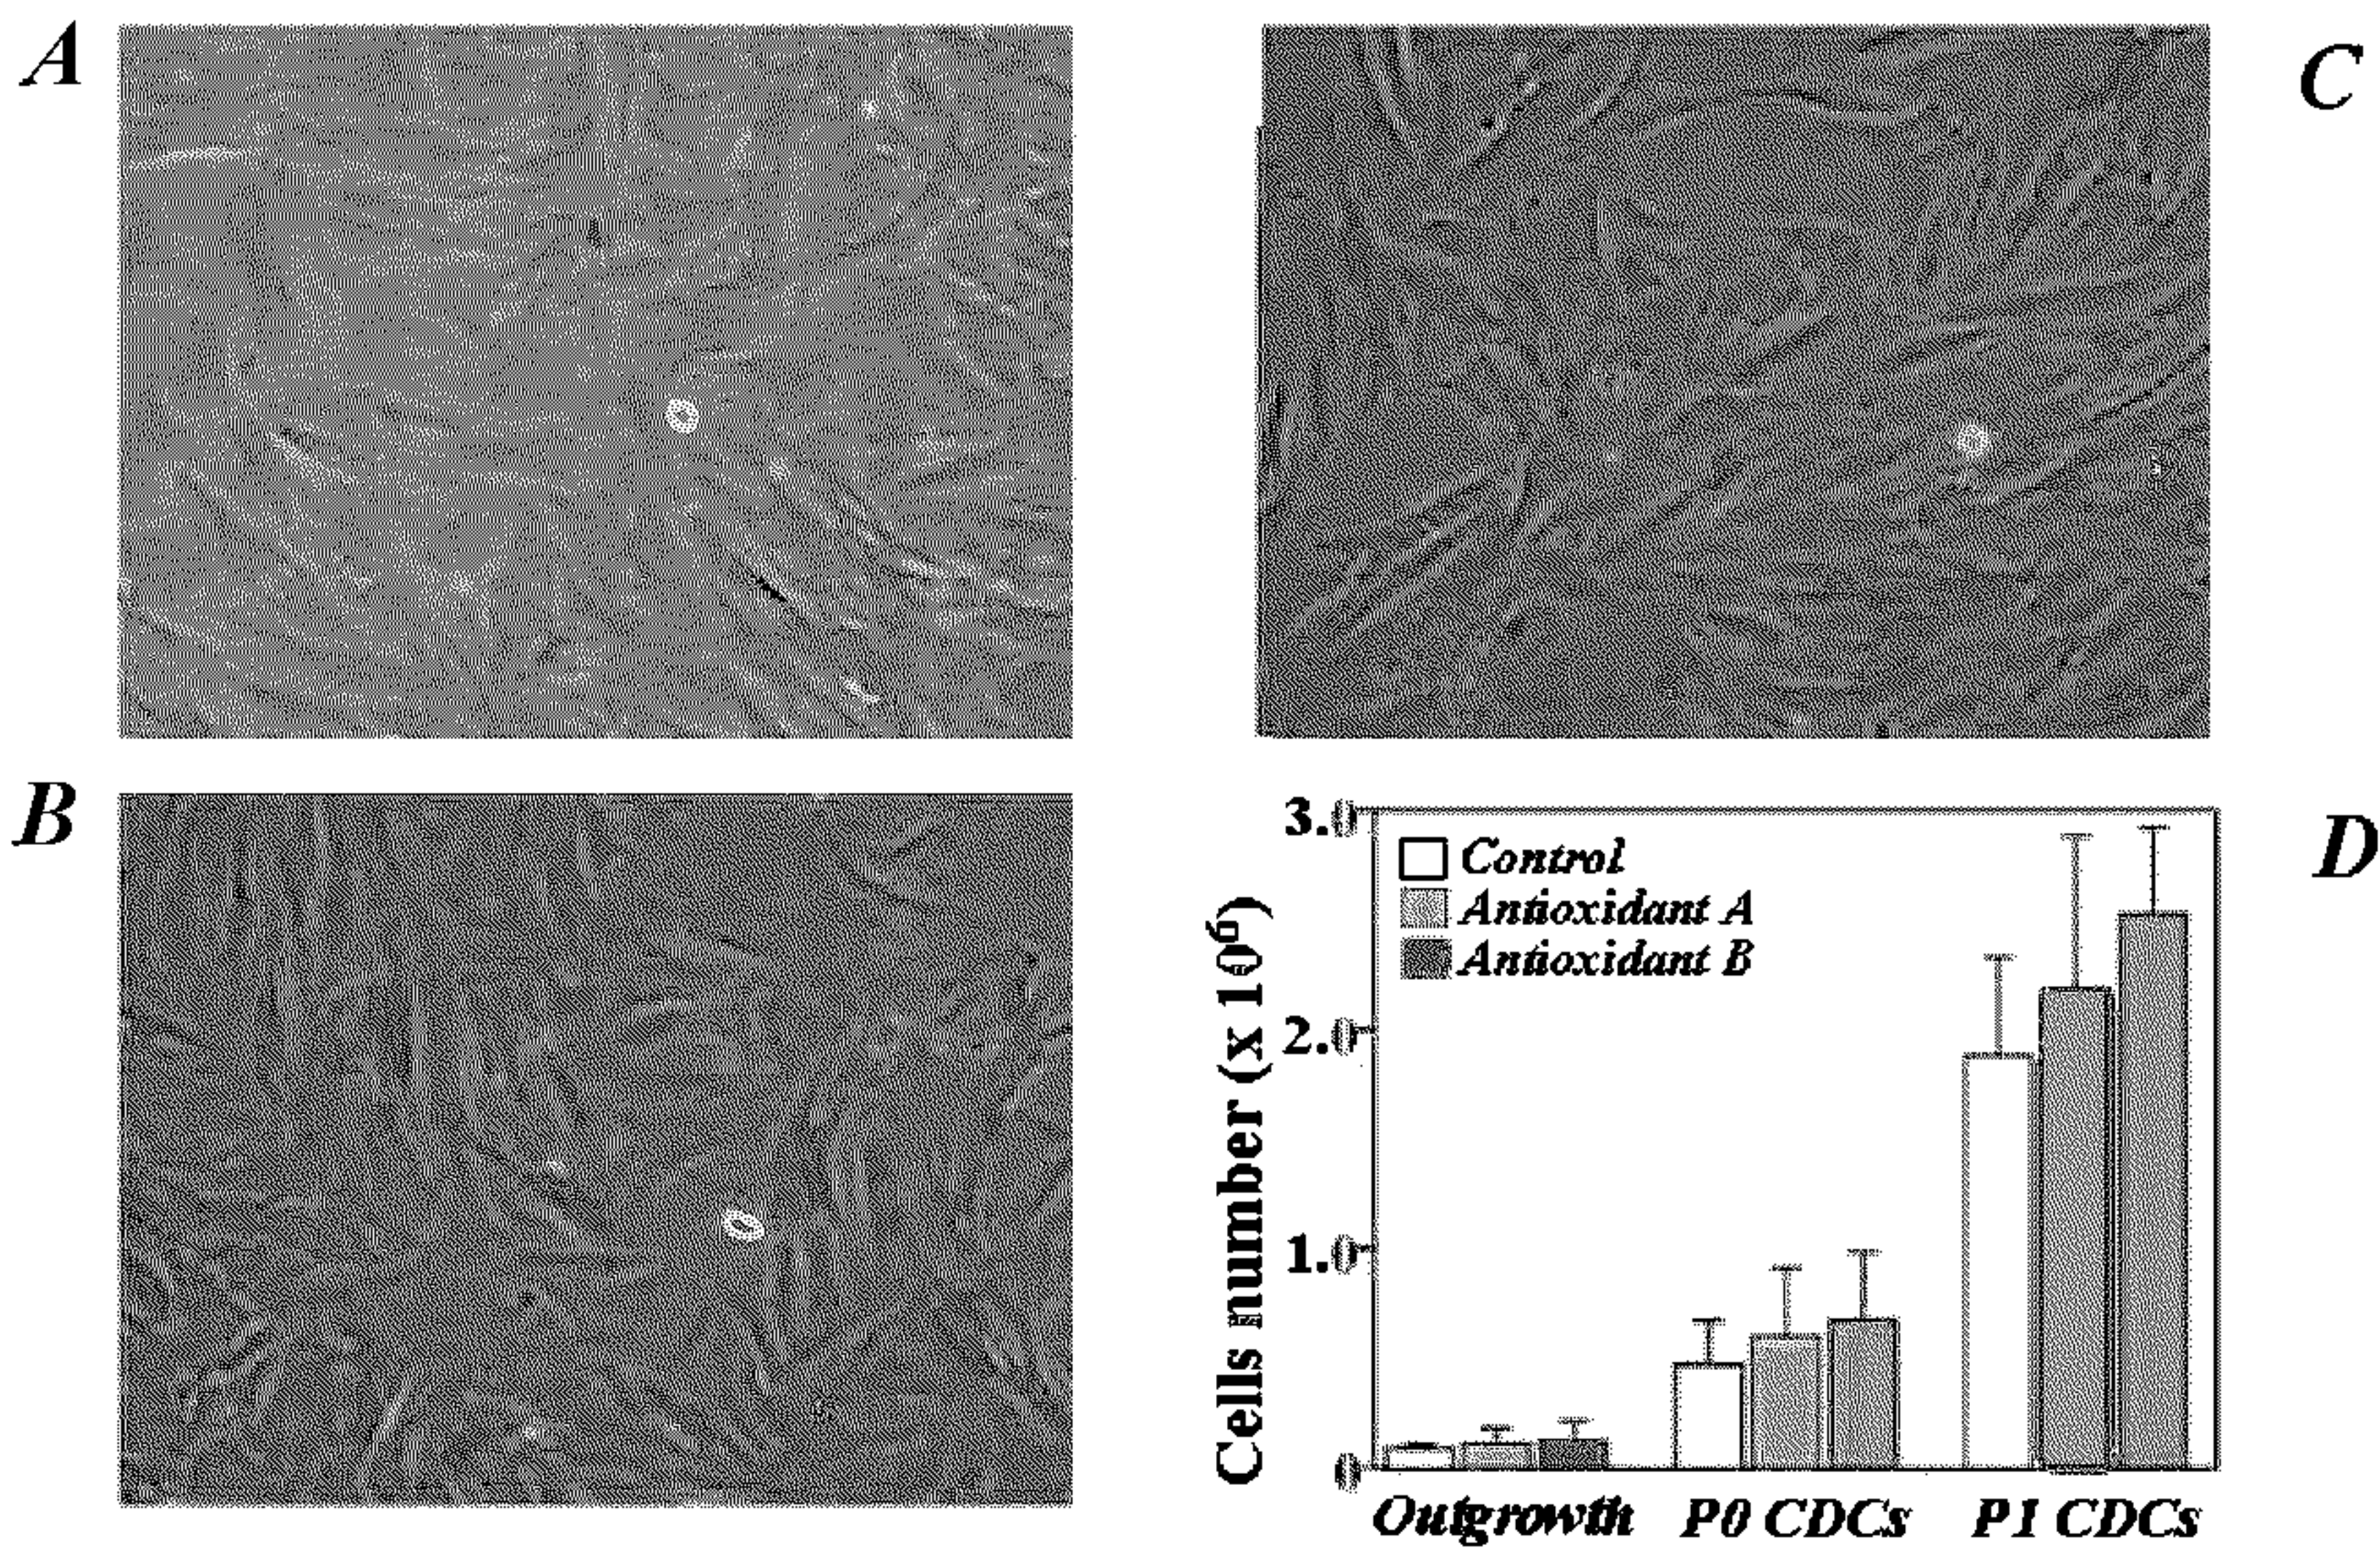 A
C
B
D
3.0
2.0
1.0
0
Cells number (x 10⁶)
Control
Antioxidant A
Antioxidant B
Outgrowth P0 CDCs P1 CDCs